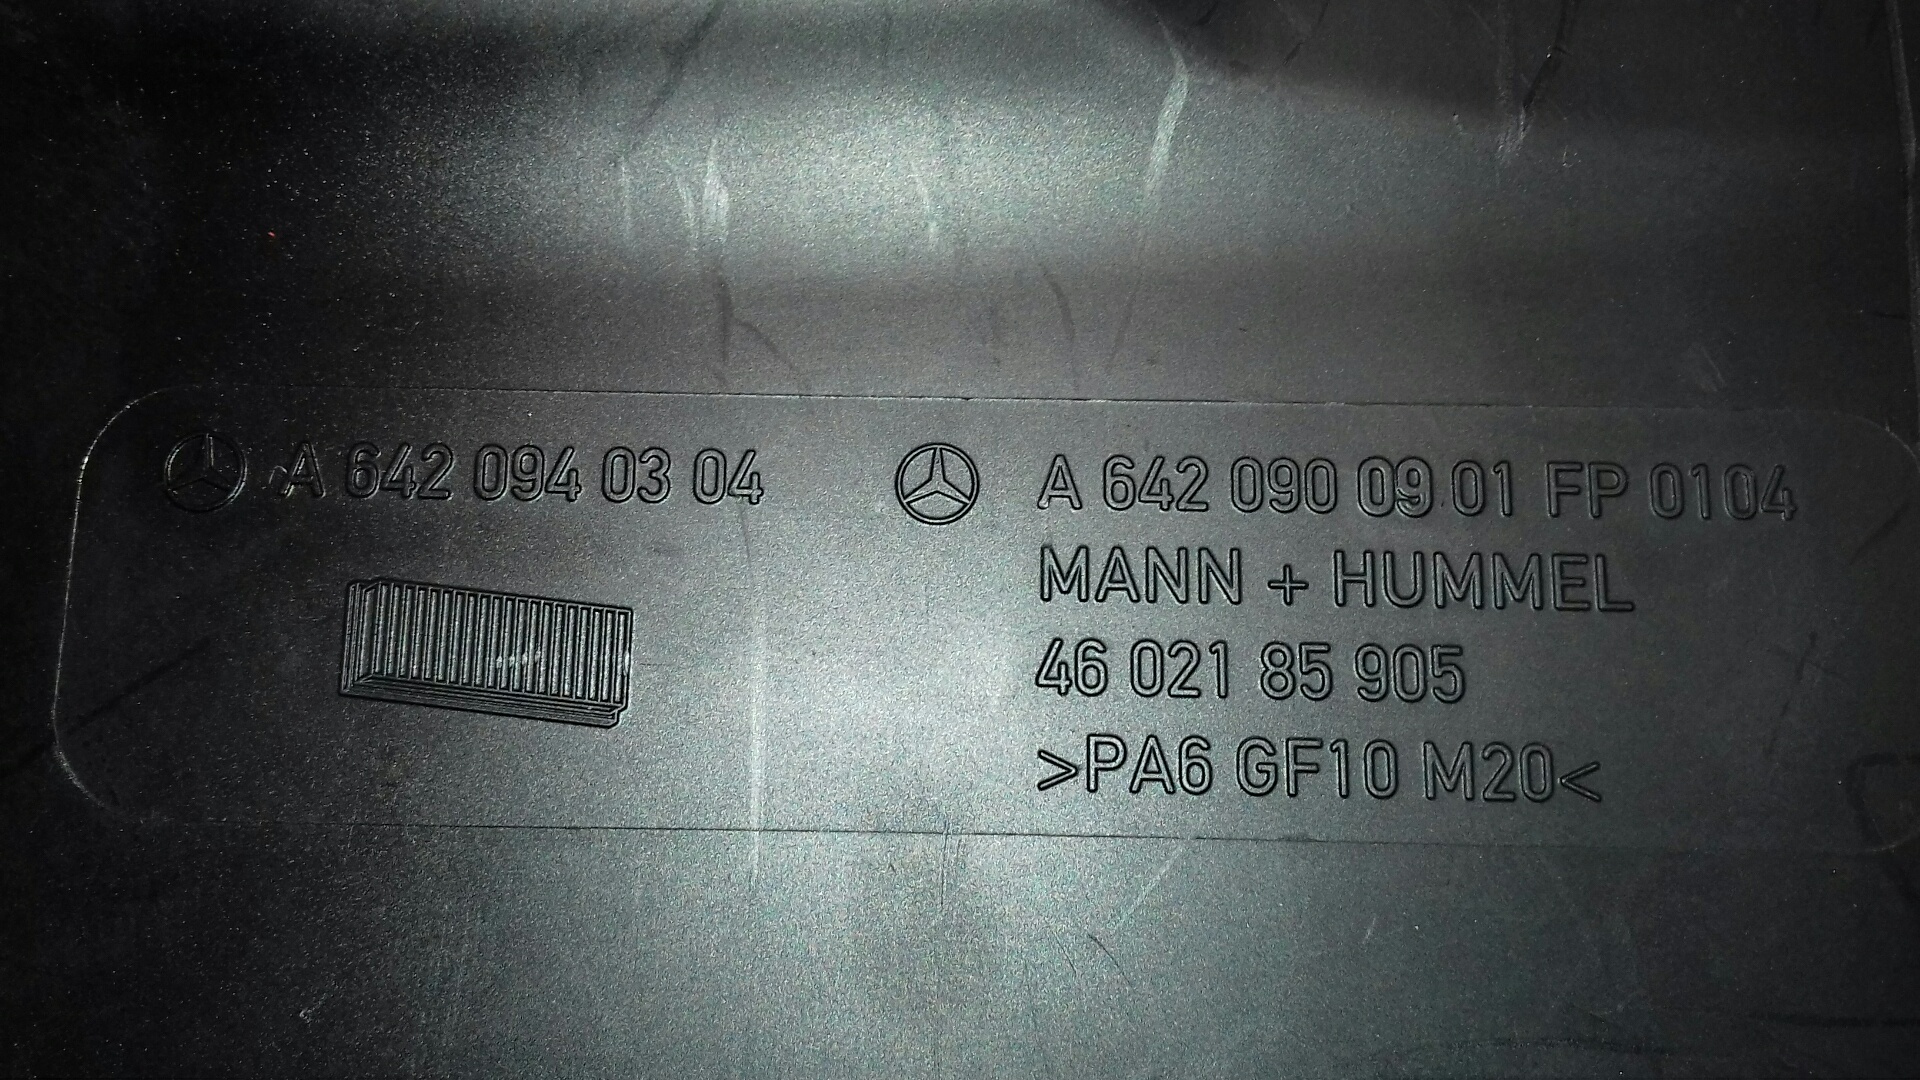 A 642 094 03 04
A 642 090 09 01 FP 0104
MANN + HUMMEL
46 021 85 905
>PA6 GF10 M20<